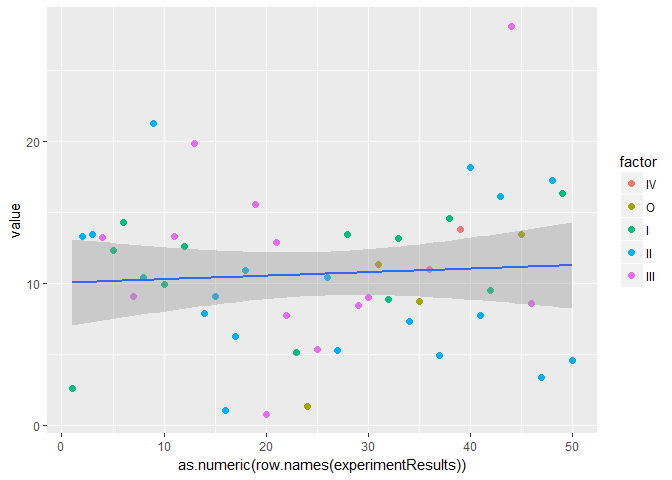 value
20
10
0
0
10
20
30
40
50
as.numeric(row.names(experimentResults))
factor
IV
O
I
II
III